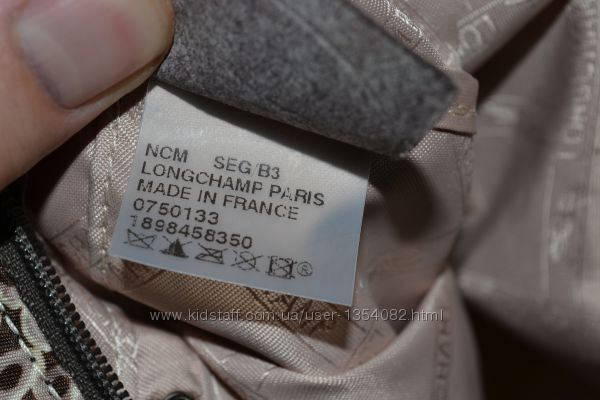 NCM SEG B3
LONGCHAMP PARIS
MADE IN FRANCE
0750133
1898458350
www.kidstaff.com.ua/user-1354082.html